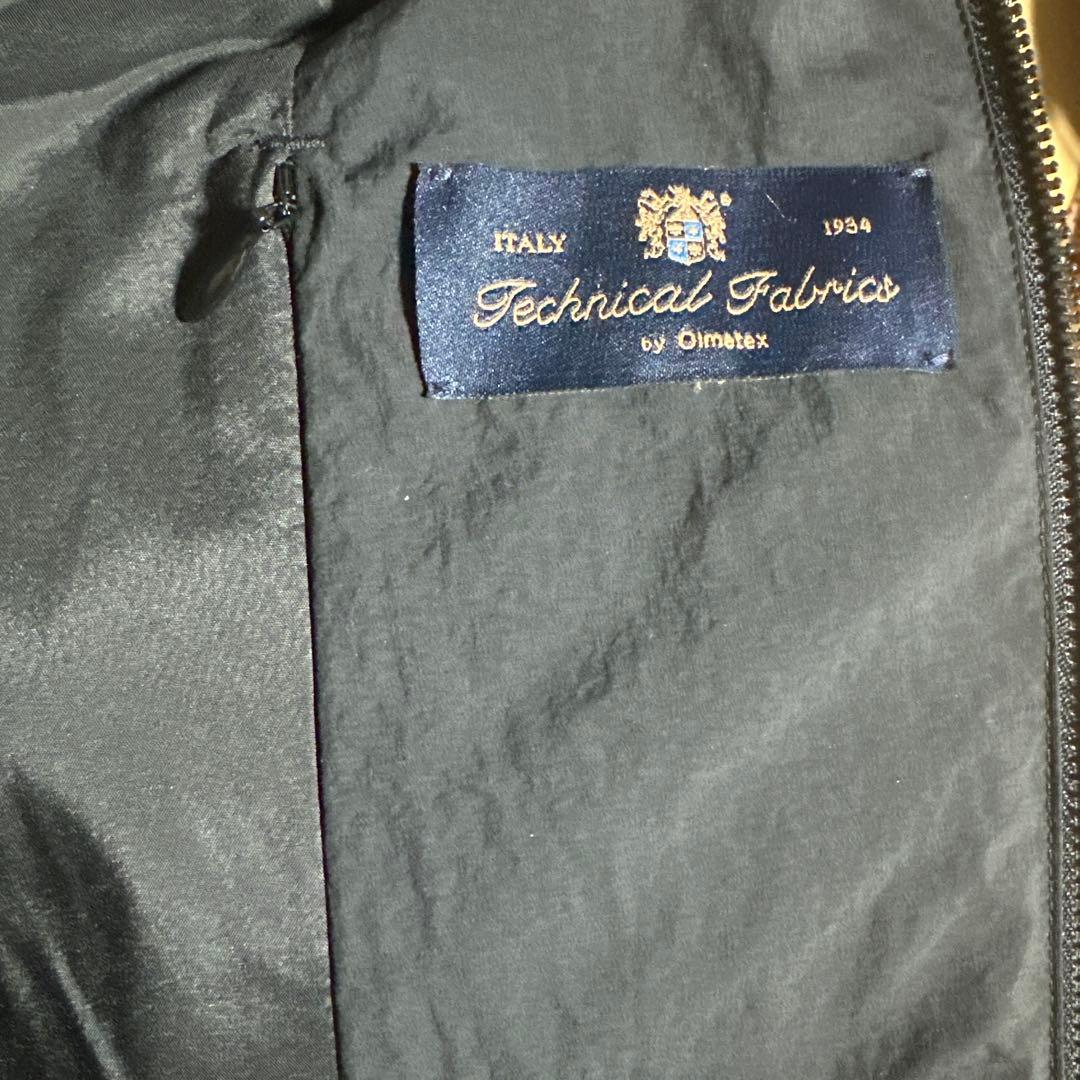 ITALY 1934
Technical Fabrics
by Olmetex